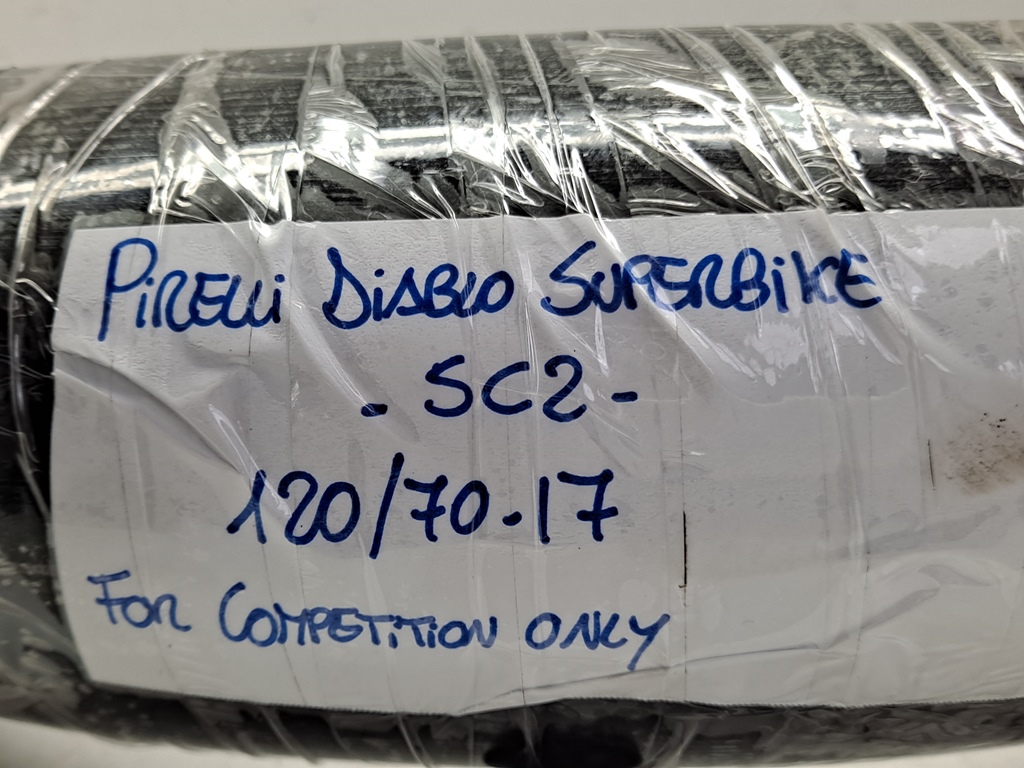 PiRELLi DiABLO SUPERBiKE
- SC2 -
120/70-17
FOR COMPETITION ONLY